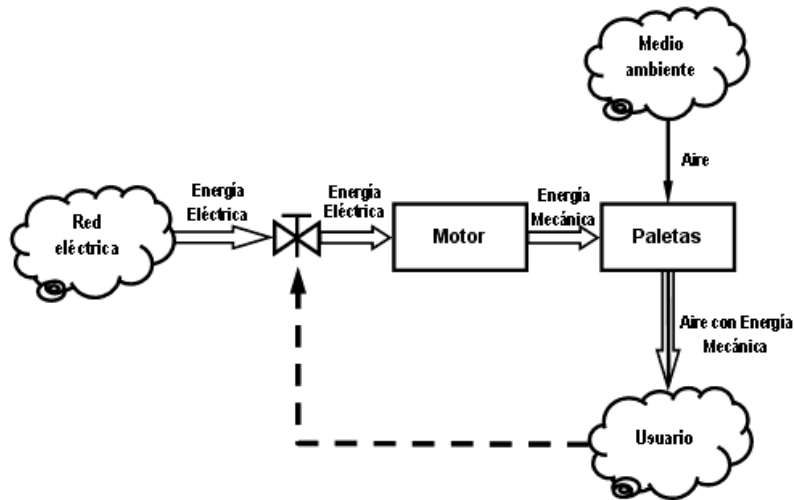 Medio
ambiente
Aire
Energía
Eléctrica
Energía
Eléctrica
Energía
Mecánica
Red
eléctrica
Motor
Paletas
Aire con Energía
Mecánica
Usuario